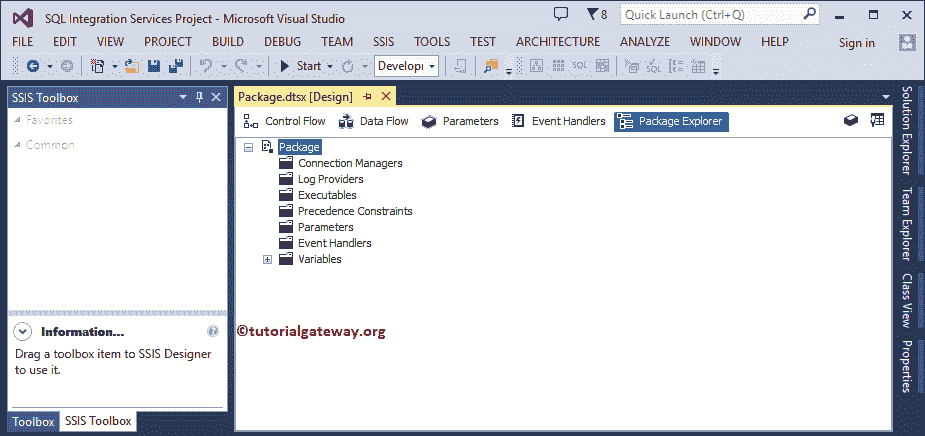 SQL Integration Services Project - Microsoft Visual Studio
8
Quick Launch (Ctrl+Q)
FILE EDIT VIEW PROJECT BUILD DEBUG TEAM SSIS TOOLS TEST ARCHITECTURE ANALYZE WINDOW HELP Sign in
Start Developi
SQL
SSIS Toolbox
Favorites
Common
Information...
Drag a toolbox item to SSIS Designer
to use it.
Toolbox SSIS Toolbox
Package.dtsx [Design]
Control Flow Data Flow Parameters Event Handlers Package Explorer
Package
Connection Managers
Log Providers
Executables
Precedence Constraints
Parameters
Event Handlers
Variables
©tutorialgateway.org
Solution Explorer
Team Explorer
Class View
Properties